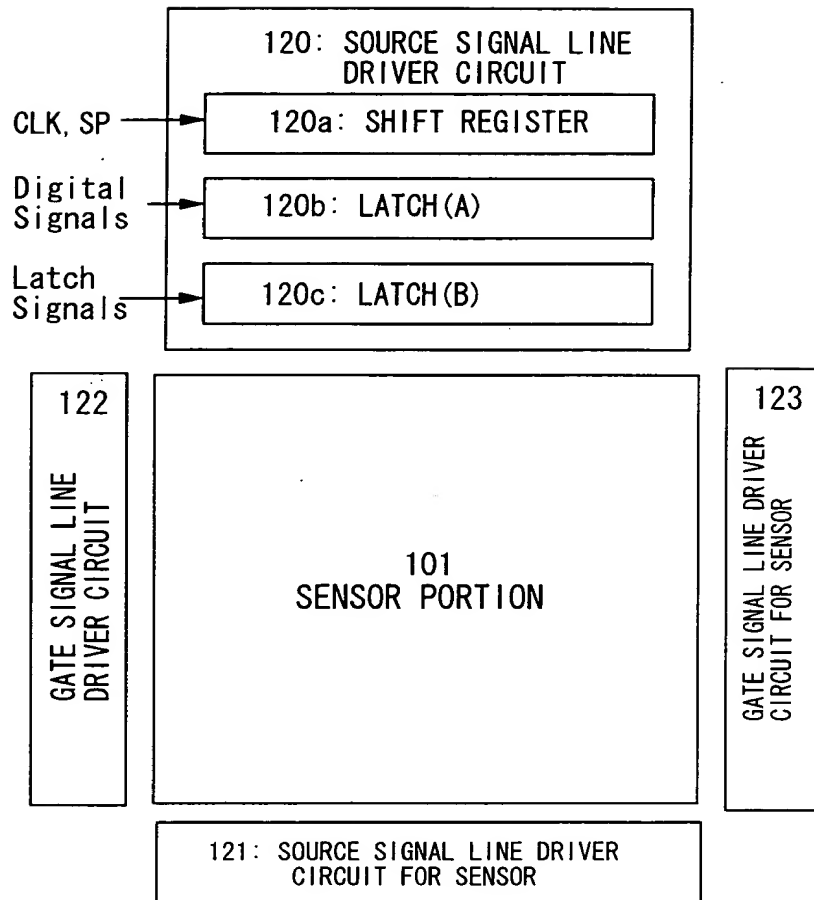 120: SOURCE SIGNAL LINE
DRIVER CIRCUIT
CLK, SP
120a: SHIFT REGISTER
Digital
Signals
120b: LATCH(A)
Latch
Signals
120c: LATCH(B)
122
GATE SIGNAL LINE
DRIVER CIRCUIT
101
SENSOR PORTION
123
GATE SIGNAL LINE DRIVER
CIRCUIT FOR SENSOR
121: SOURCE SIGNAL LINE DRIVER
CIRCUIT FOR SENSOR